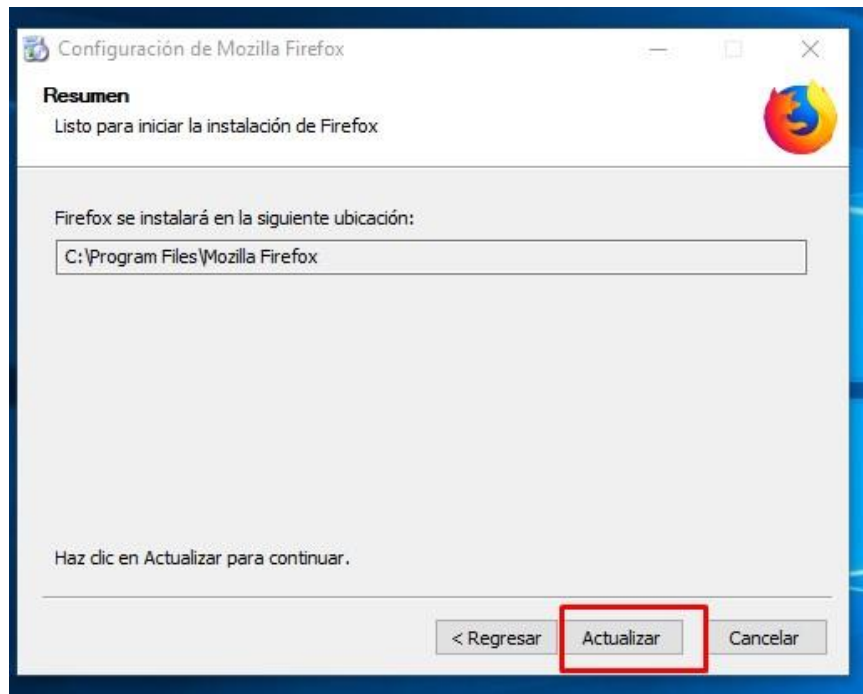 Configuración de Mozilla Firefox
Resumen
Listo para iniciar la instalación de Firefox
Firefox se instalará en la siguiente ubicación:
C:\Program Files\Mozilla Firefox
Haz clic en Actualizar para continuar.
< Regresar Actualizar Cancelar